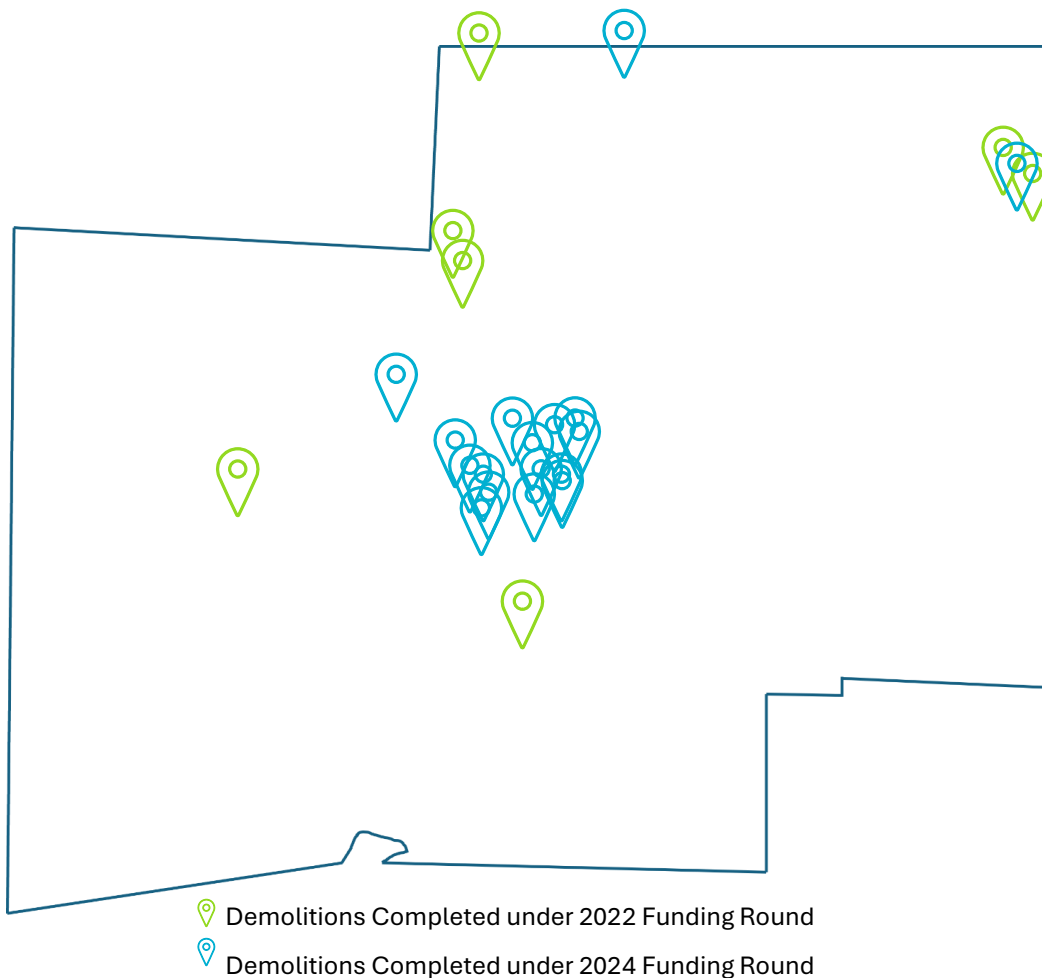 Demolitions Completed under 2022 Funding Round
Demolitions Completed under 2024 Funding Round